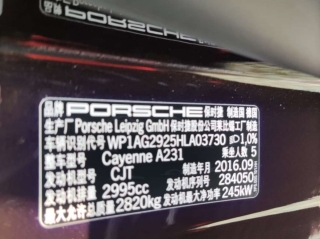 品牌 PORSCHE 保时捷 制造国 德国
生产厂 Porsche Leipzig GmbH 保时捷股份公司莱比锡工厂制造
车辆识别代号 WP1AG2925HLA03730 1,0%
整车型号 Cayenne A231 乘坐人数 5
发动机型号 CJT 制造年月 2016.09
发动机排量 2995cc 发动机序列号 284050
最大允许总质量 2820kg 发动机最大净功率 245kW